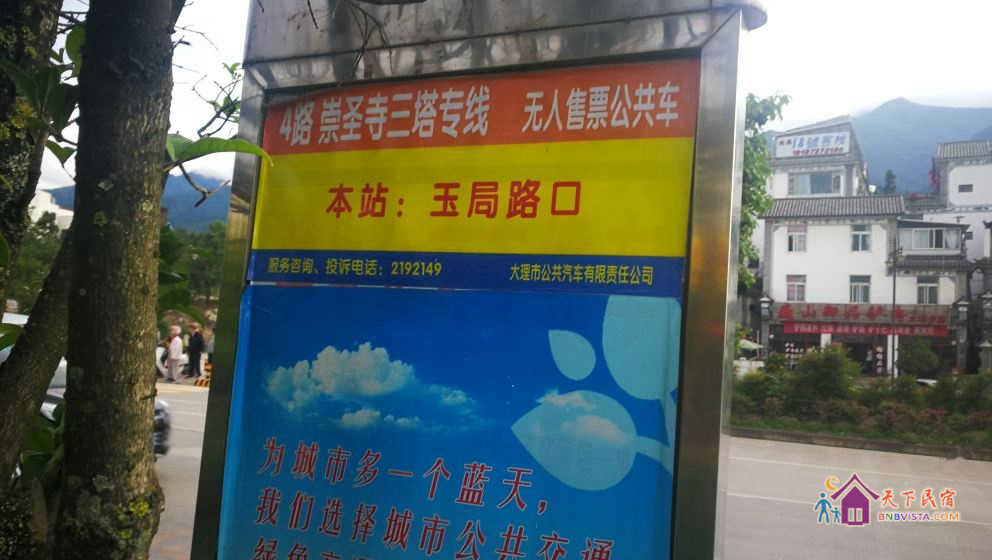 4路 崇圣寺三塔专线 无人售票公共车
本站：玉局路口
服务咨询、投诉电话：2192149 大理市公共汽车有限责任公司
为城市多一个蓝天，
我们选择城市公共交通
天下民宿
BNBVISTA.COM